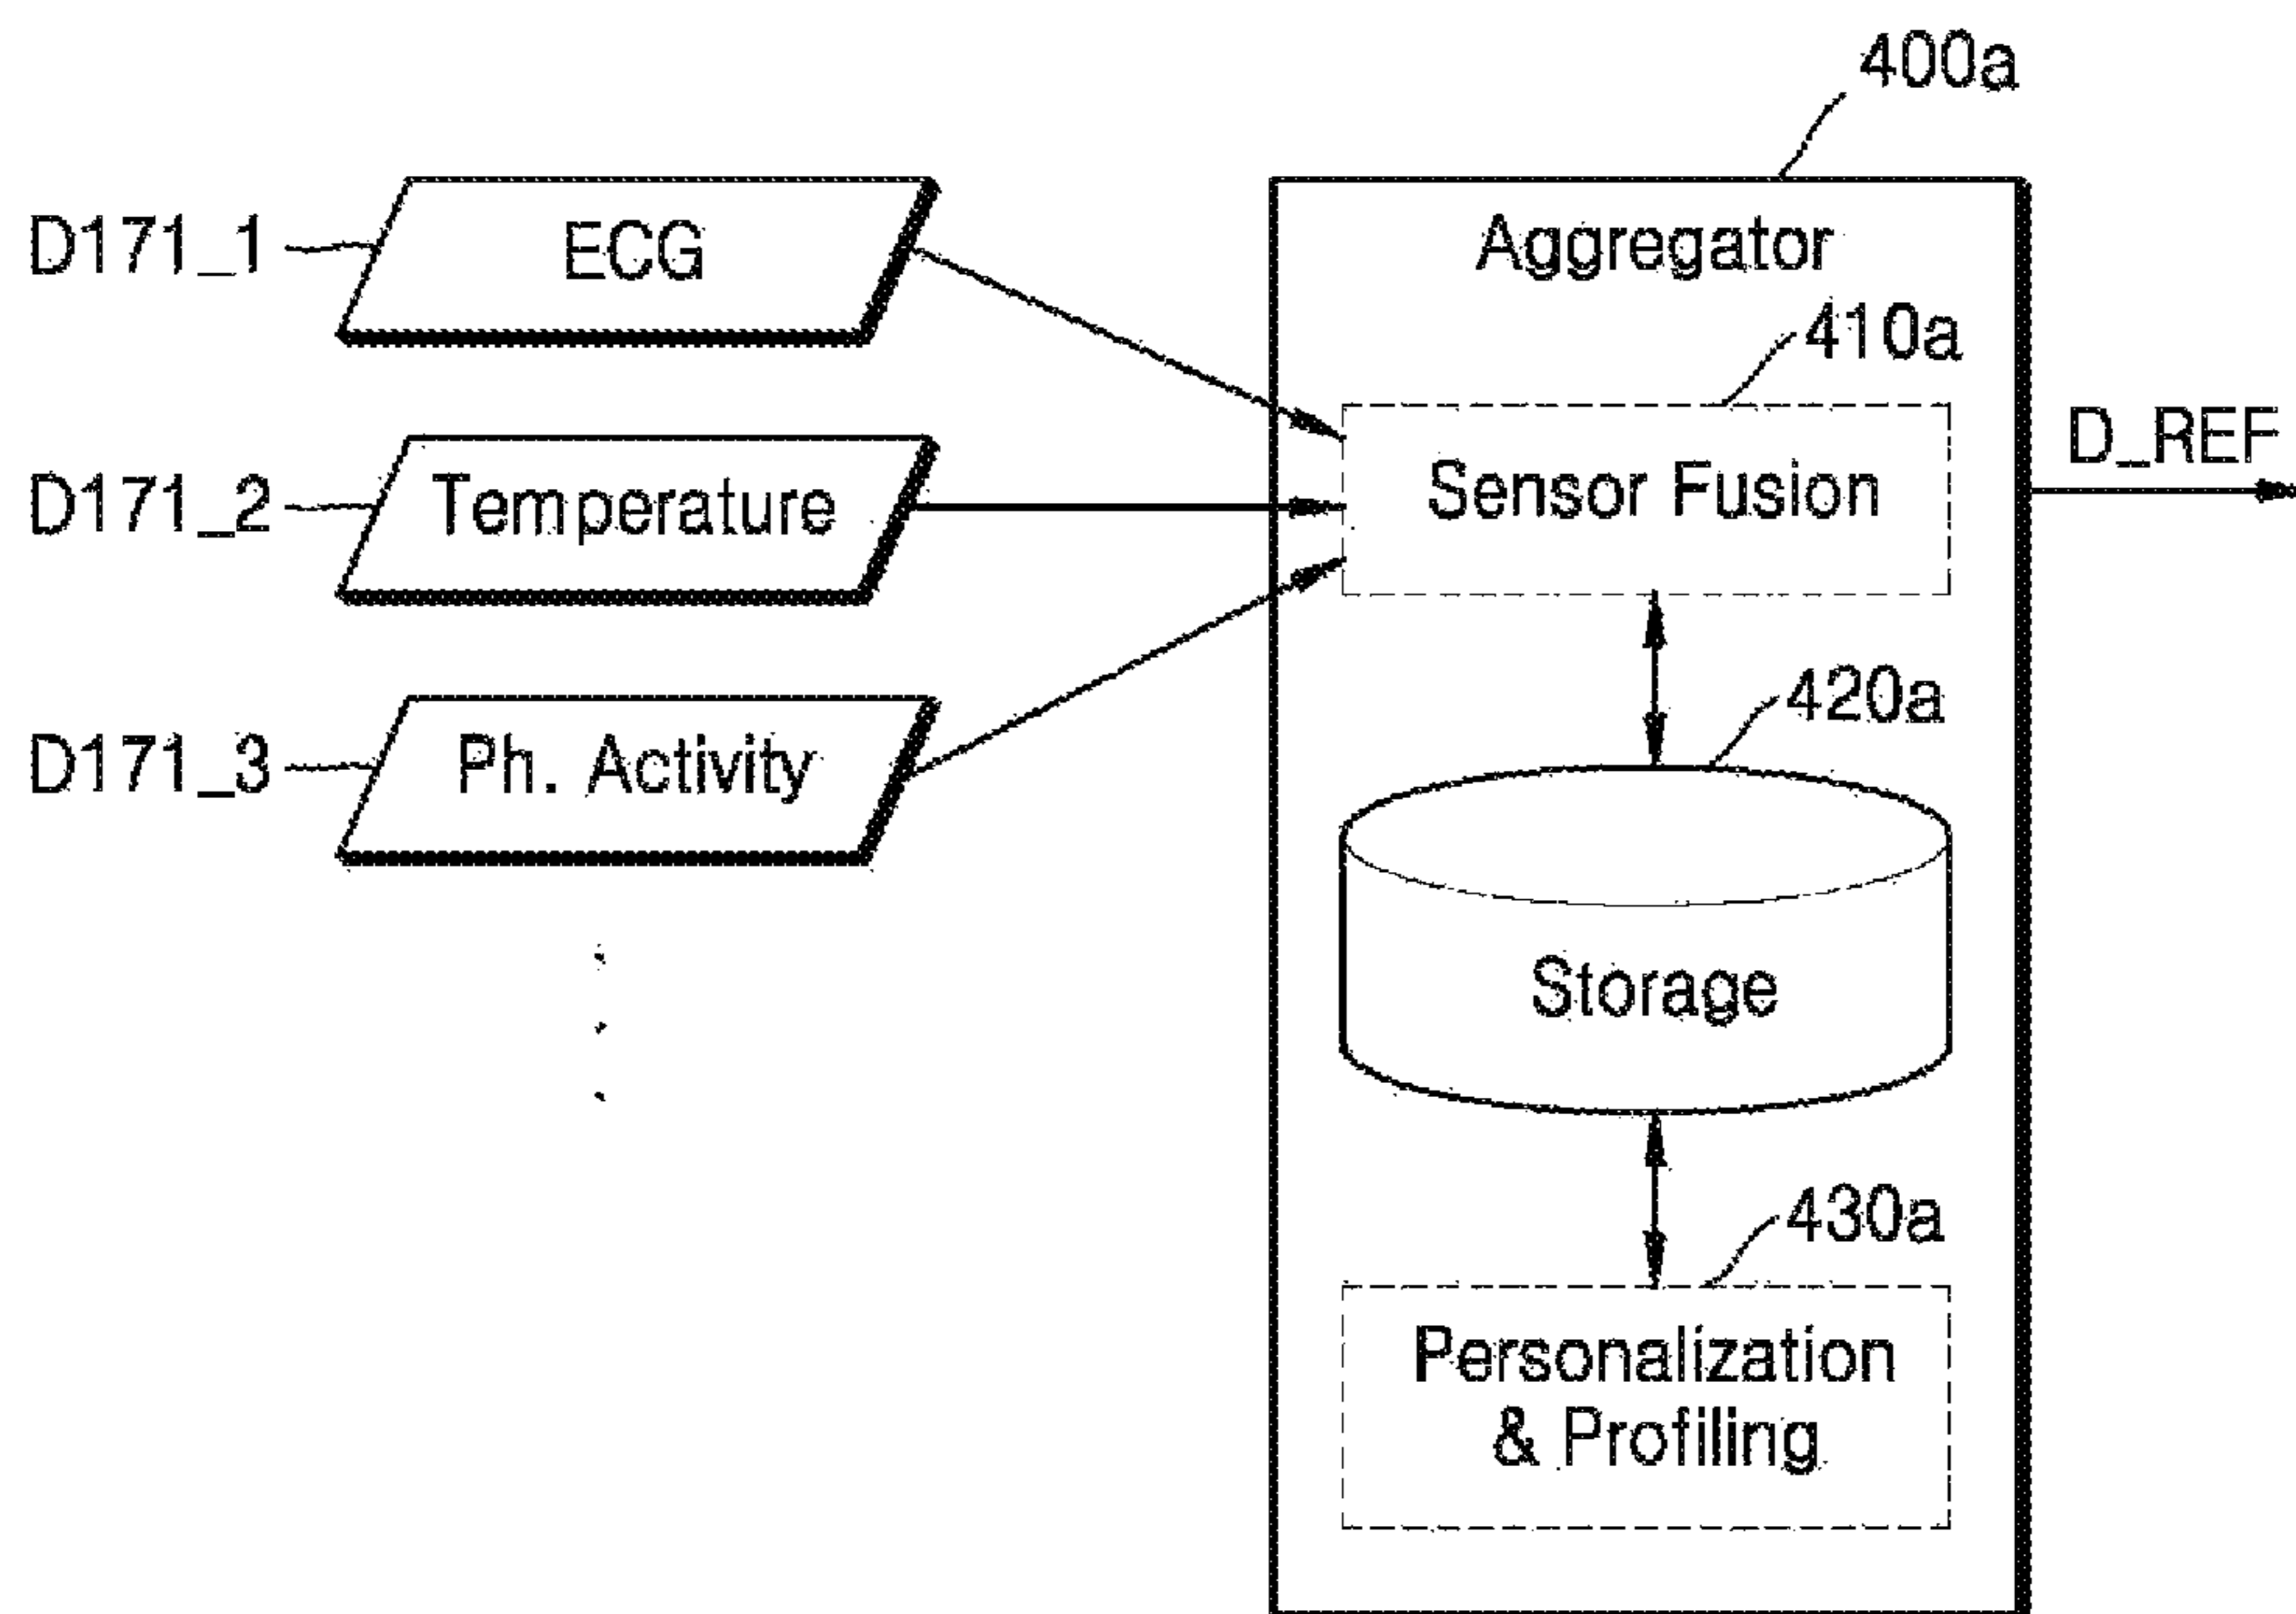 400a
D171_1
ECG
Aggregator
410a
D171_2
Temperature
Sensor Fusion
D_REF
D171_3
Ph. Activity
420a
Storage
430a
Personalization
& Profiling